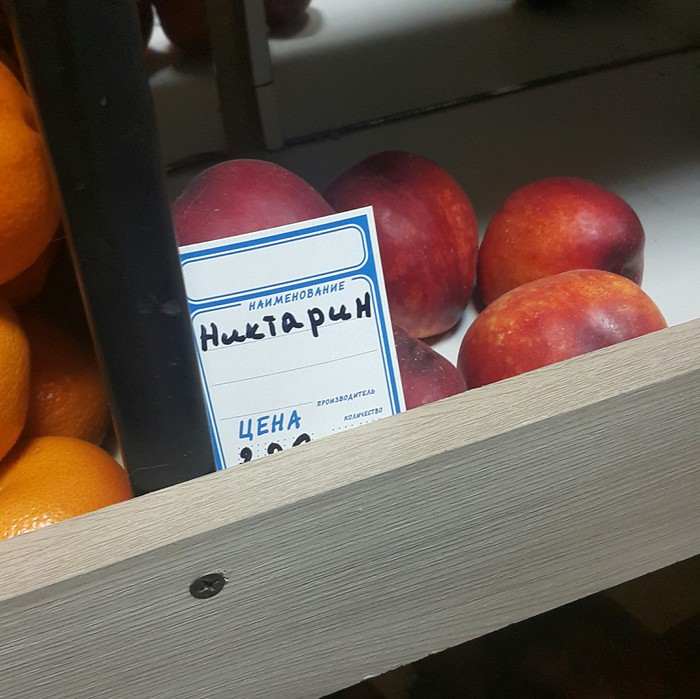 НАИМЕНОВАНИЕ
Никтарин
ПРОИЗВОДИТЕЛЬ
ЦЕНА
КОЛИЧЕСТВО